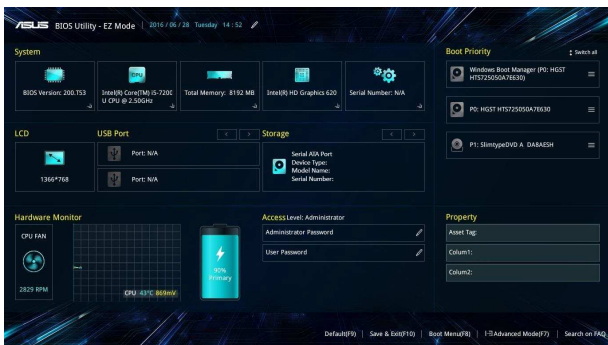 ASUS BIOS Utility - EZ Mode 2016/06/28 Tuesday 14:52
System
BIOS Version: 200.T53
Intel(R) Core(TM) i5-720C
U CPU @ 2.50GHz
Total Memory: 8192 MB
Intel(R) HD Graphics 620
Serial Number: N/A
CPU
Boot Priority
Switch all
Windows Boot Manager (P0: HGST
HTS725050A7E630)
P0: HGST HTS725050A7E630
P1: SlimtypeDVD A DA8AESH
LCD
1366*768
USB Port
Port: N/A
Port: N/A
Storage
Serial ATA Port
Device Type:
Model Name:
Serial Number:
Hardware Monitor
CPU FAN
2829 RPM
CPU 43°C 869mV
90%
Primary
Access Level: Administrator
Administrator Password
User Password
Property
Asset Tag:
Colum1:
Colum2:
Default(F9) | Save & Exit(F10) | Boot Menu(F8) | Advanced Mode(F7) | Search on FAQ